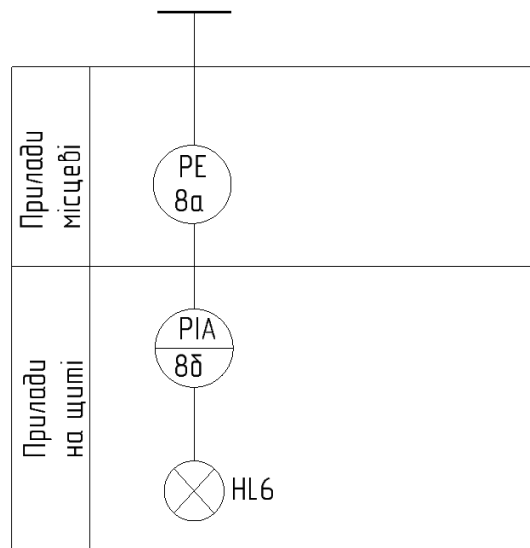 Прилади
місцеві
PE
8а
Прилади
на щиті
PIA
8б
HL6